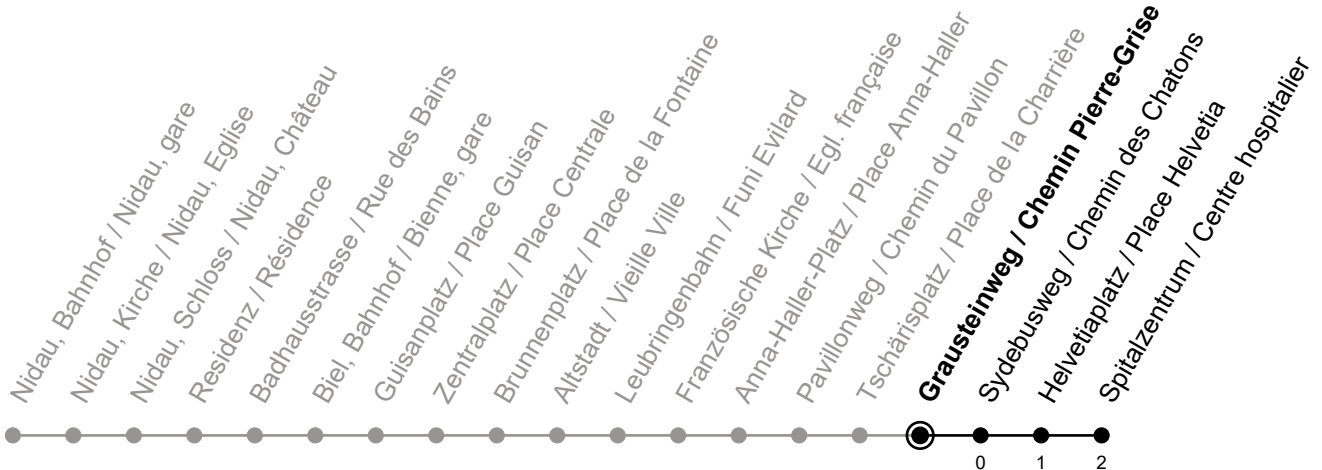 Nidau, Bahnhof / Nidau, gare
Nidau, Kirche / Nidau, Eglise
Nidau, Schloss / Nidau, Château
Residenz / Résidence
Badhausstrasse / Rue des Bains
Biel, Bahnhof / Bienne, gare
Guisanplatz / Place Guisan
Zentralplatz / Place Centrale
Brunnenplatz / Place de la Fontaine
Altstadt / Vieille Ville
Leubringenbahn / Funi Evilard
Französische Kirche / Egl. française
Anna-Haller-Platz / Place Anna-Haller
Pavillonweg / Chemin du Pavillon
Tschärisplatz / Place de la Charrière
Grausteinweg / Chemin Pierre-Grise
Sydebusweg / Chemin des Chatons
Helvetiaplatz / Place Helvetia
Spitalzentrum / Centre hospitalier
0 1 2